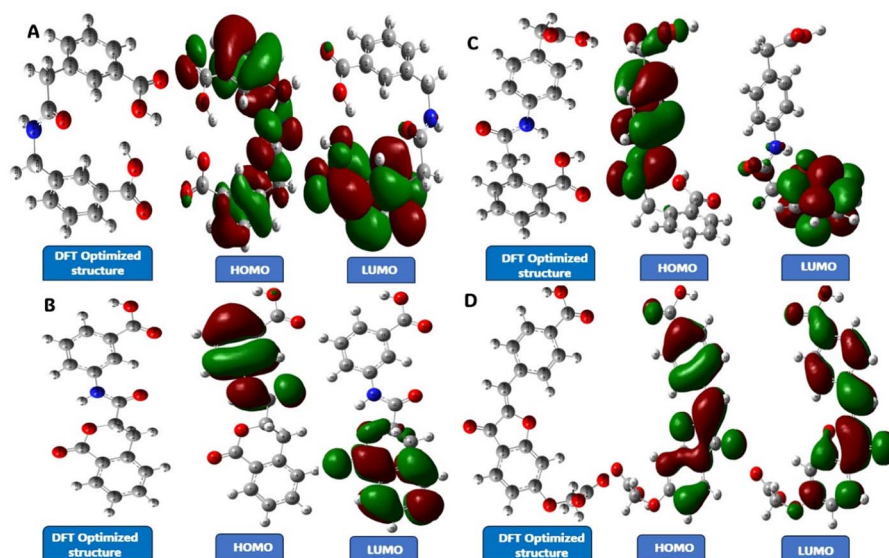 A
C
DFT Optimized
structure
HOMO
LUMO
DFT Optimized
structure
HOMO
LUMO
B
D
DFT Optimized
structure
HOMO
LUMO
DFT Optimized
structure
HOMO
LUMO